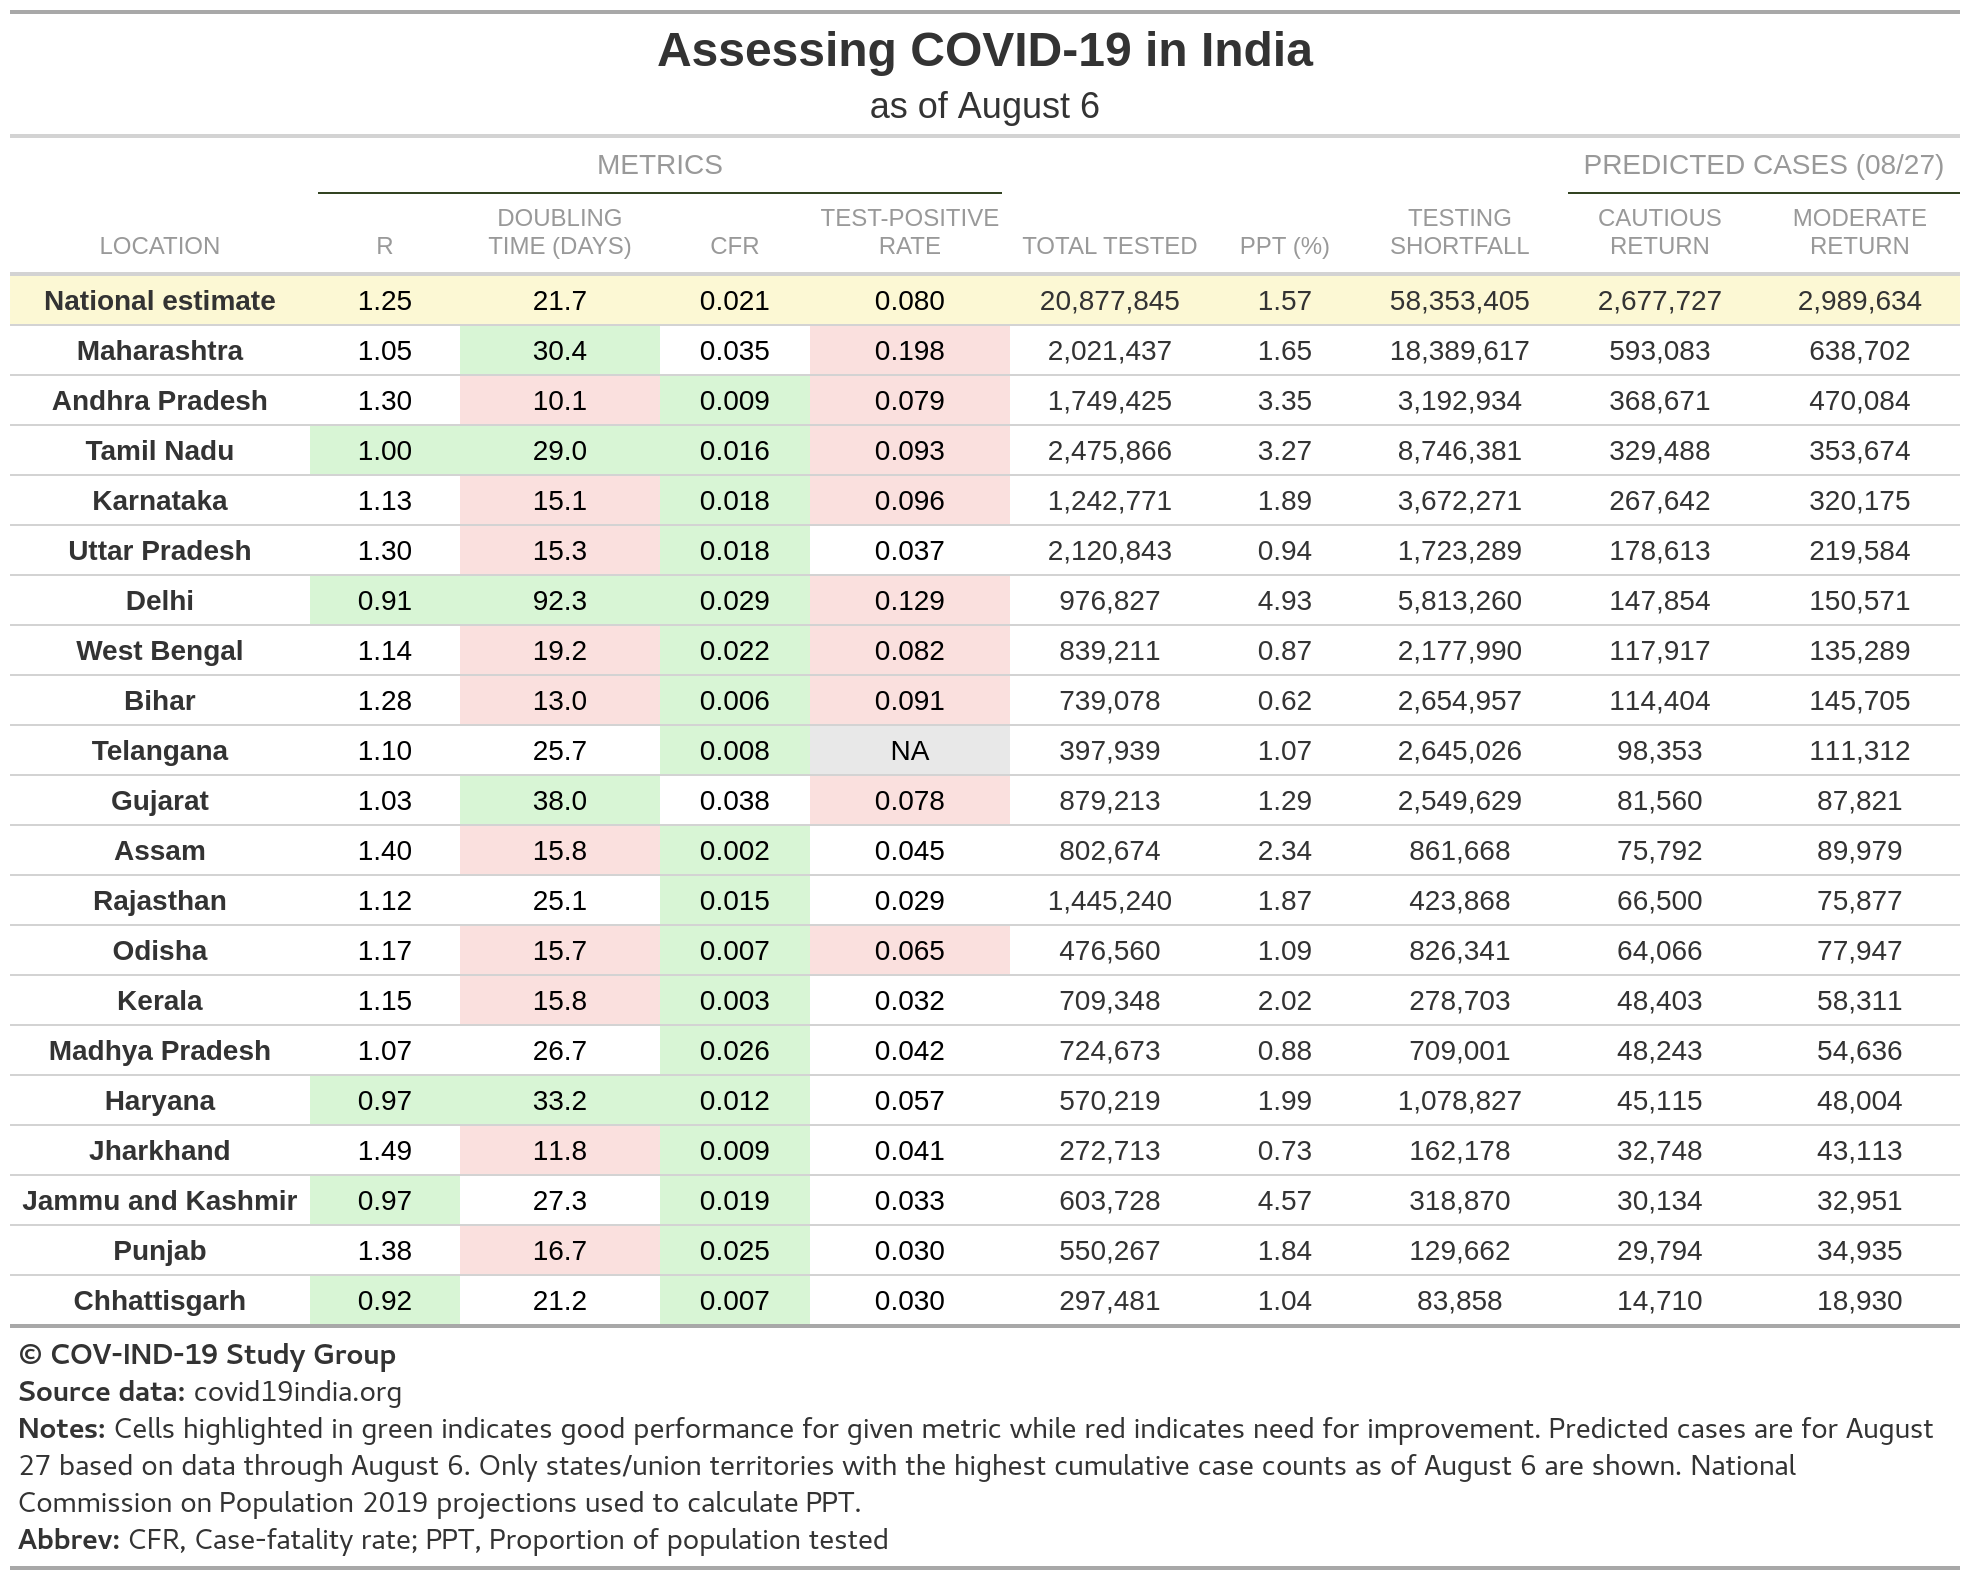 Assessing COVID-19 in India
as of August 6
METRICS PREDICTED CASES (08/27)
LOCATION R DOUBLING TIME (DAYS) CFR TEST-POSITIVE RATE TOTAL TESTED PPT (%) TESTING SHORTFALL CAUTIOUS RETURN MODERATE RETURN
National estimate 1.25 21.7 0.021 0.080 20,877,845 1.57 58,353,405 2,677,727 2,989,634
Maharashtra 1.05 30.4 0.035 0.198 2,021,437 1.65 18,389,617 593,083 638,702
Andhra Pradesh 1.30 10.1 0.009 0.079 1,749,425 3.35 3,192,934 368,671 470,084
Tamil Nadu 1.00 29.0 0.016 0.093 2,475,866 3.27 8,746,381 329,488 353,674
Karnataka 1.13 15.1 0.018 0.096 1,242,771 1.89 3,672,271 267,642 320,175
Uttar Pradesh 1.30 15.3 0.018 0.037 2,120,843 0.94 1,723,289 178,613 219,584
Delhi 0.91 92.3 0.029 0.129 976,827 4.93 5,813,260 147,854 150,571
West Bengal 1.14 19.2 0.022 0.082 839,211 0.87 2,177,990 117,917 135,289
Bihar 1.28 13.0 0.006 0.091 739,078 0.62 2,654,957 114,404 145,705
Telangana 1.10 25.7 0.008 NA 397,939 1.07 2,645,026 98,353 111,312
Gujarat 1.03 38.0 0.038 0.078 879,213 1.29 2,549,629 81,560 87,821
Assam 1.40 15.8 0.002 0.045 802,674 2.34 861,668 75,792 89,979
Rajasthan 1.12 25.1 0.015 0.029 1,445,240 1.87 423,868 66,500 75,877
Odisha 1.17 15.7 0.007 0.065 476,560 1.09 826,341 64,066 77,947
Kerala 1.15 15.8 0.003 0.032 709,348 2.02 278,703 48,403 58,311
Madhya Pradesh 1.07 26.7 0.026 0.042 724,673 0.88 709,001 48,243 54,636
Haryana 0.97 33.2 0.012 0.057 570,219 1.99 1,078,827 45,115 48,004
Jharkhand 1.49 11.8 0.009 0.041 272,713 0.73 162,178 32,748 43,113
Jammu and Kashmir 0.97 27.3 0.019 0.033 603,728 4.57 318,870 30,134 32,951
Punjab 1.38 16.7 0.025 0.030 550,267 1.84 129,662 29,794 34,935
Chhattisgarh 0.92 21.2 0.007 0.030 297,481 1.04 83,858 14,710 18,930
© COV-IND-19 Study Group
Source data: covid19india.org
Notes: Cells highlighted in green indicates good performance for given metric while red indicates need for improvement. Predicted cases are for August
27 based on data through August 6. Only states/union territories with the highest cumulative case counts as of August 6 are shown. National
Commission on Population 2019 projections used to calculate PPT.
Abbrev: CFR, Case-fatality rate; PPT, Proportion of population tested